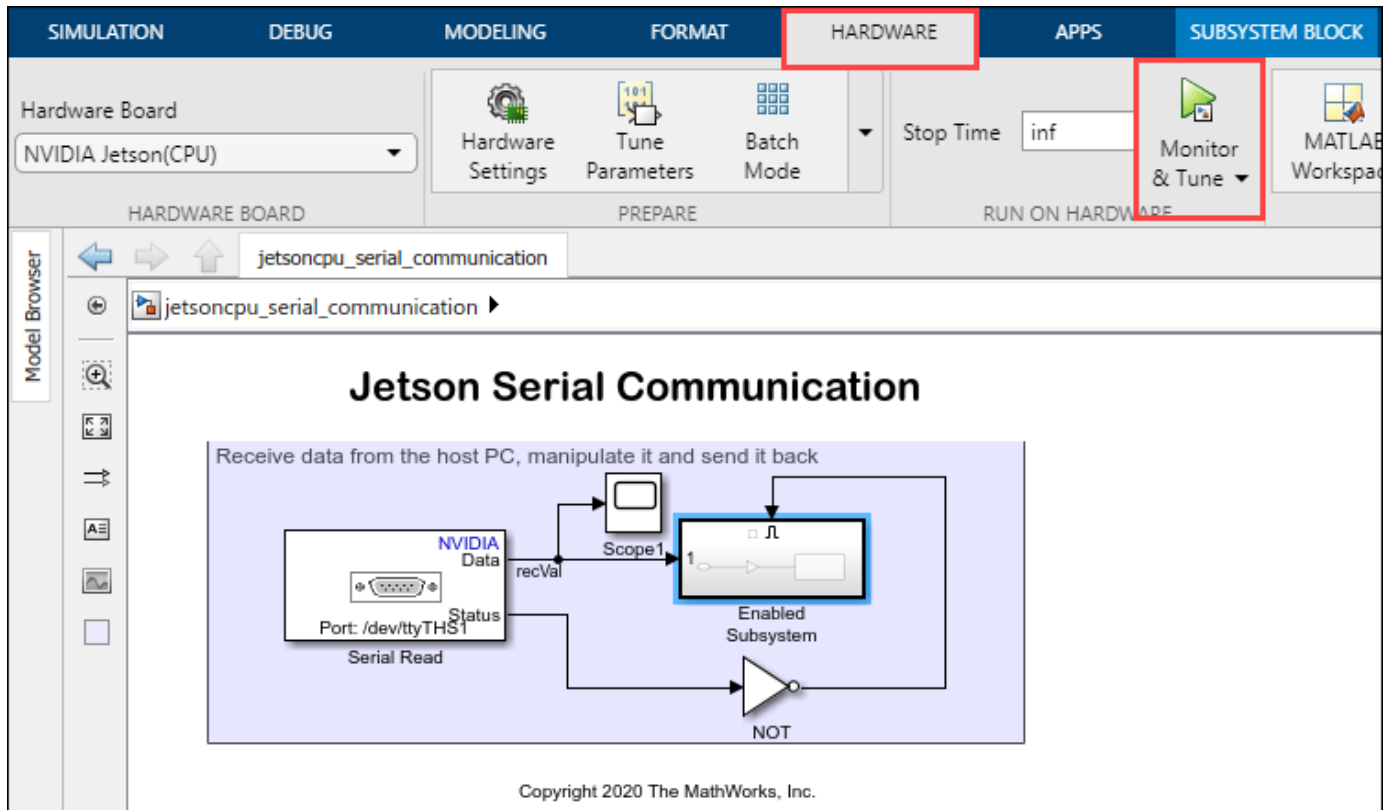 SIMULATION DEBUG MODELING FORMAT HARDWARE APPS SUBSYSTEM BLOCK
Hardware Board
NVIDIA Jetson(CPU)
Hardware
Settings
Tune
Parameters
Batch
Mode
Stop Time inf
Monitor
& Tune
MATLAB
Workspac
HARDWARE BOARD PREPARE RUN ON HARDWARE
Model Browser
jetsoncpu_serial_communication
jetsoncpu_serial_communication
Jetson Serial Communication
Receive data from the host PC, manipulate it and send it back
NVIDIA
Data
recVal
Status
Port: /dev/ttyTHS1
Serial Read
Scope1
1
Enabled
Subsystem
NOT
Copyright 2020 The MathWorks, Inc.